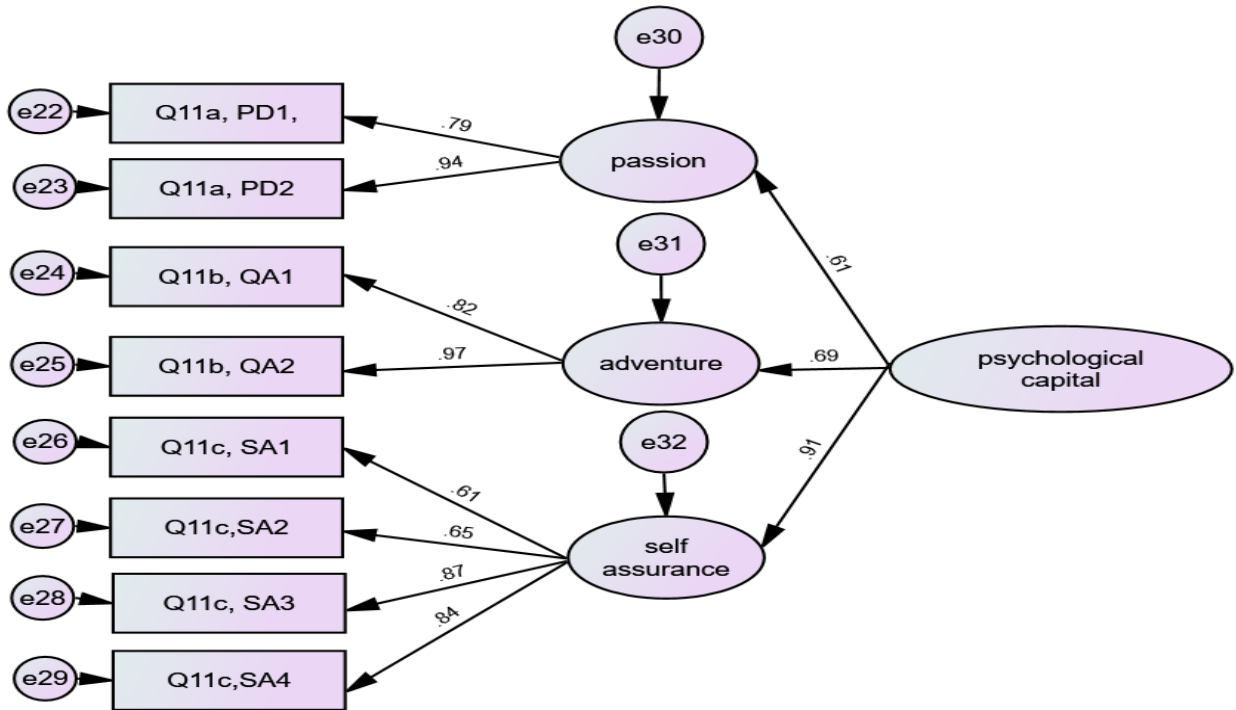 e30
e22
Q11a, PD1,
.79
passion
e23
Q11a, PD2
.94
e31
.61
e24
Q11b, QA1
.82
e25
Q11b, QA2
.97
adventure
.69
psychological
capital
e26
Q11c, SA1
.61
e32
.91
e27
Q11c,SA2
.65
self
assurance
e28
Q11c, SA3
.87
.84
e29
Q11c,SA4